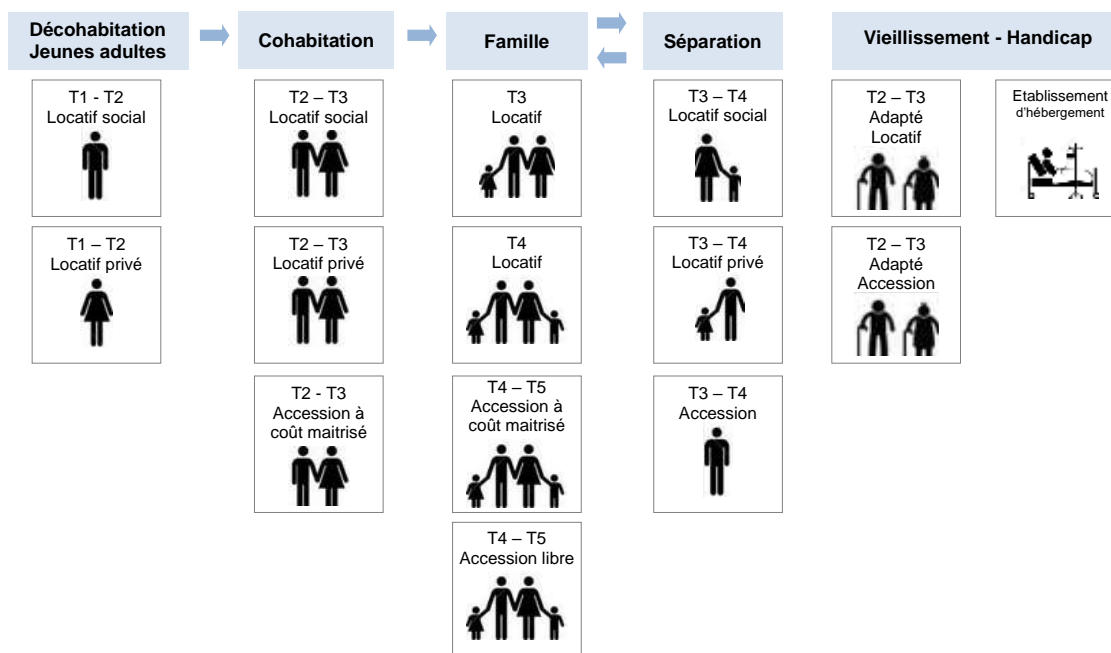 Décohabitation
Jeunes adultes
Cohabitation
Famille
Séparation
Vieillissement - Handicap
T1 - T2
Locatif social
T1 – T2
Locatif privé
T2 – T3
Locatif social
T2 – T3
Locatif privé
T2 - T3
Accession à
coût maitrisé
T3
Locatif
T4
Locatif
T4 – T5
Accession à
coût maitrisé
T4 – T5
Accession libre
T3 – T4
Locatif social
T3 – T4
Locatif privé
T3 – T4
Accession
T2 – T3
Adapté
Locatif
T2 – T3
Adapté
Accession
Etablissement
d'hébergement